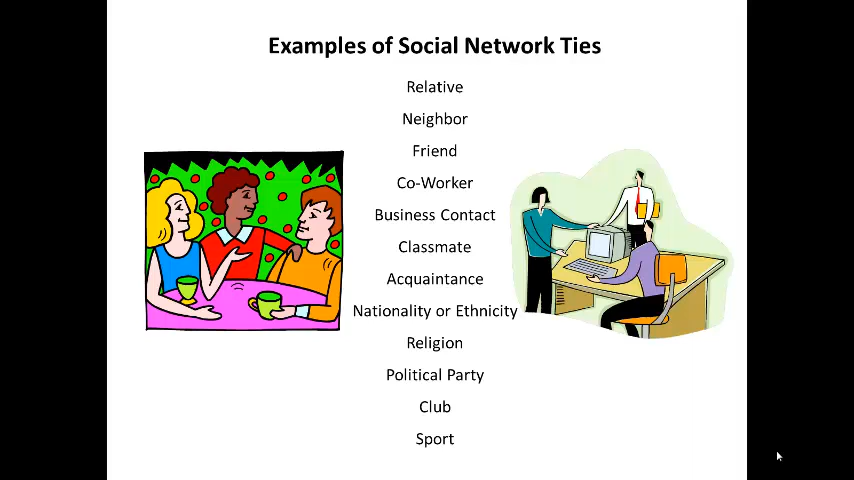 Examples of Social Network Ties
Relative
Neighbor
Friend
Co-Worker
Business Contact
Classmate
Acquaintance
Nationality or Ethnicity
Religion
Political Party
Club
Sport